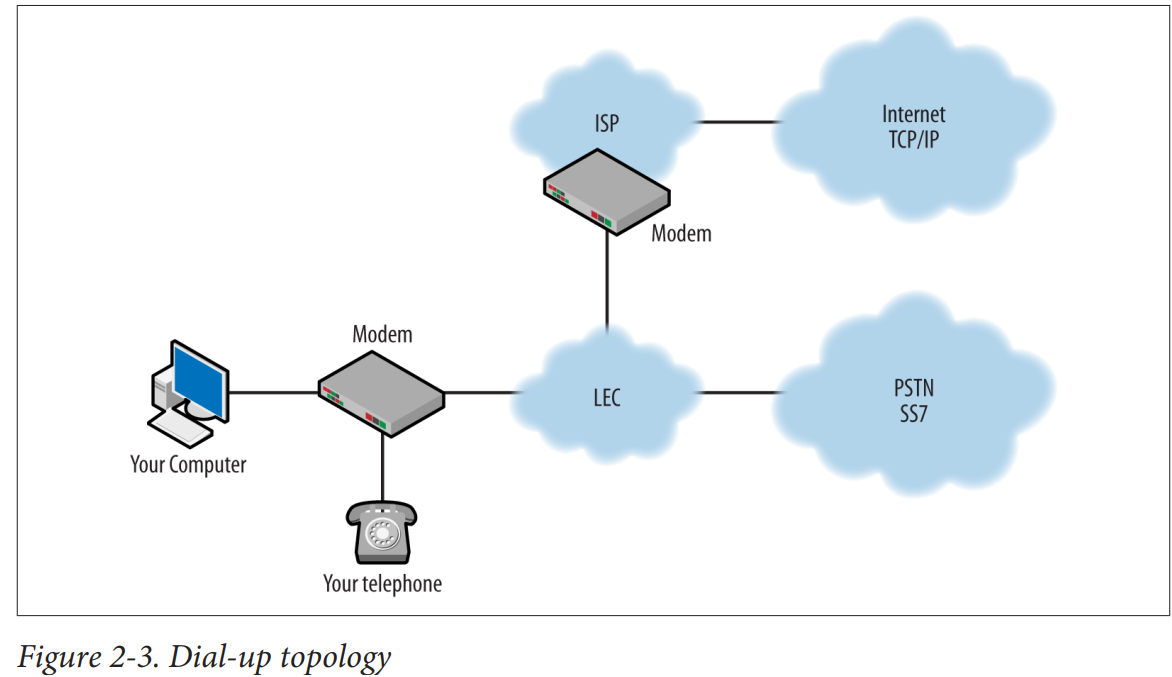 ISP
Internet
TCP/IP
Modem
Modem
LEC
PSTN
SS7
Your Computer
Your telephone
Figure 2-3. Dial-up topology